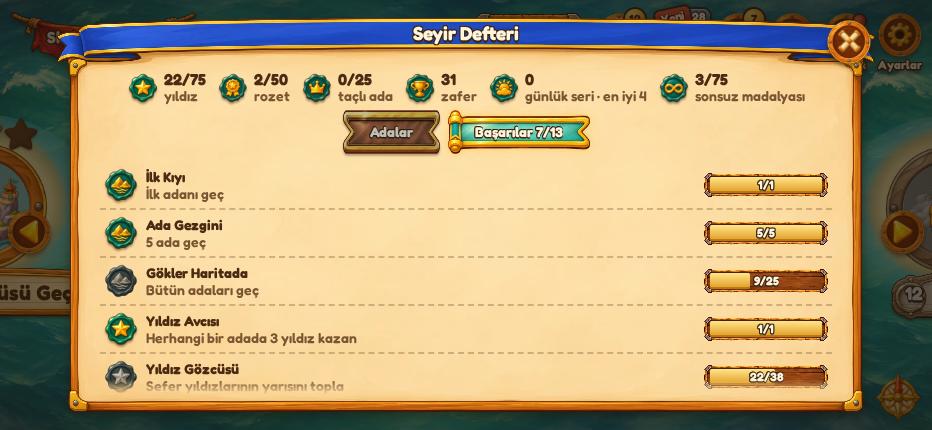 Seyir Defteri
22/75
yıldız
2/50
rozet
0/25
taçlı ada
31
zafer
0
günlük seri · en iyi 4
3/75
sonsuz madalyası
Ayarlar
Adalar
Başarılar 7/13
İlk Kıyı
İlk adanı geç
1/1
Ada Gezgini
5 ada geç
5/5
Gökler Haritada
Bütün adaları geç
9/25
Yıldız Avcısı
Herhangi bir adada 3 yıldız kazan
1/1
Yıldız Gözcüsü
Sefer yıldızlarının yarısını topla
22/38
12